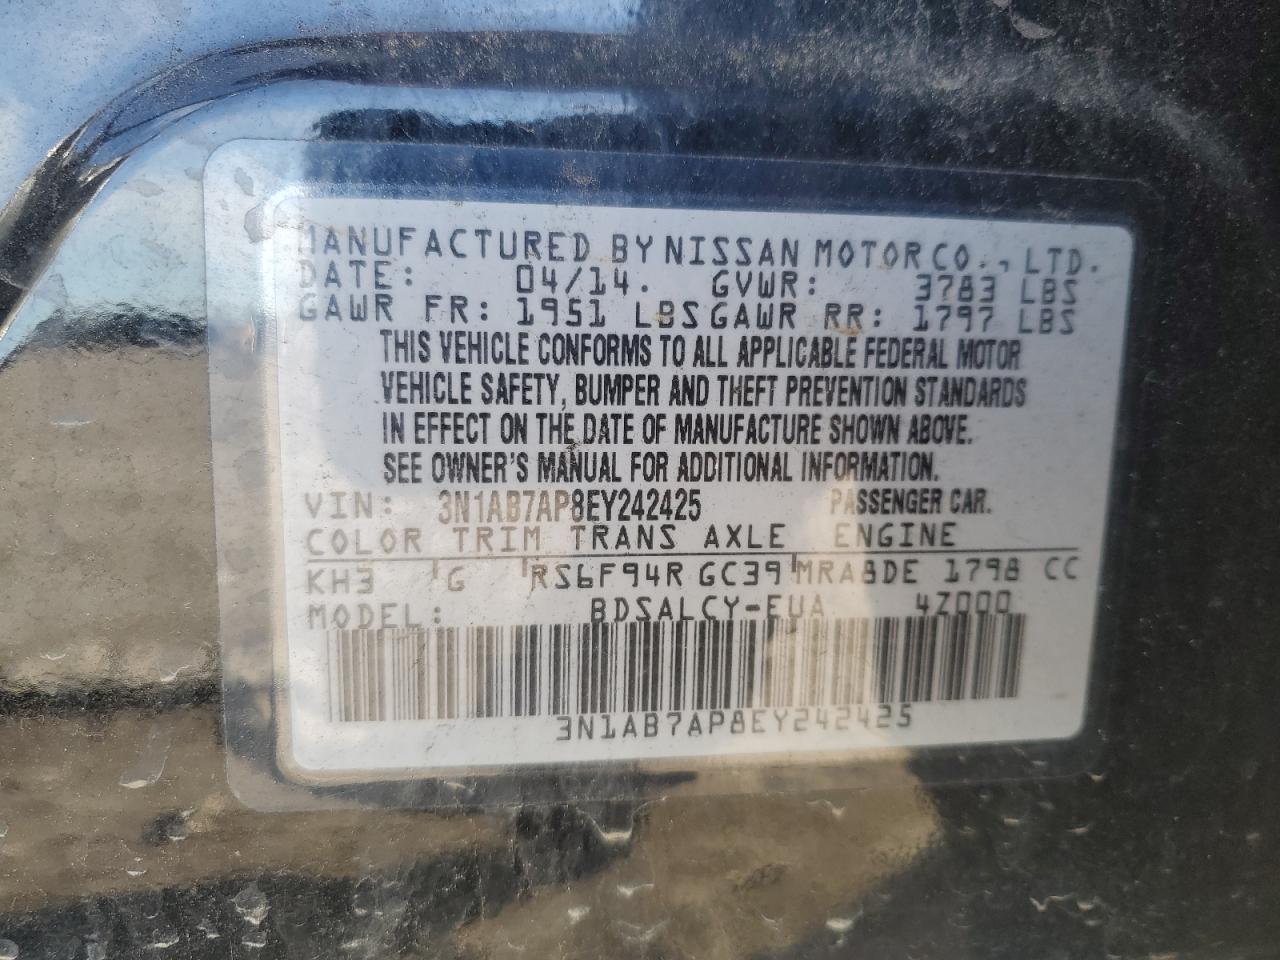 MANUFACTURED BY NISSAN MOTOR CO., LTD.
DATE: 04/14. GVWR: 3783 LBS
GAWR FR: 1951 LBS GAWR RR: 1797 LBS
THIS VEHICLE CONFORMS TO ALL APPLICABLE FEDERAL MOTOR
VEHICLE SAFETY, BUMPER AND THEFT PREVENTION STANDARDS
IN EFFECT ON THE DATE OF MANUFACTURE SHOWN ABOVE.
SEE OWNER'S MANUAL FOR ADDITIONAL INFORMATION.
VIN: 3N1AB7AP8EY242425 PASSENGER CAR.
COLOR TRIM TRANS AXLE ENGINE
KH3 G RS6F94R GC39 MRA8DE 1798 CC
MODEL: BDSALCY-EUA 4Z000
3N1AB7AP8EY242425